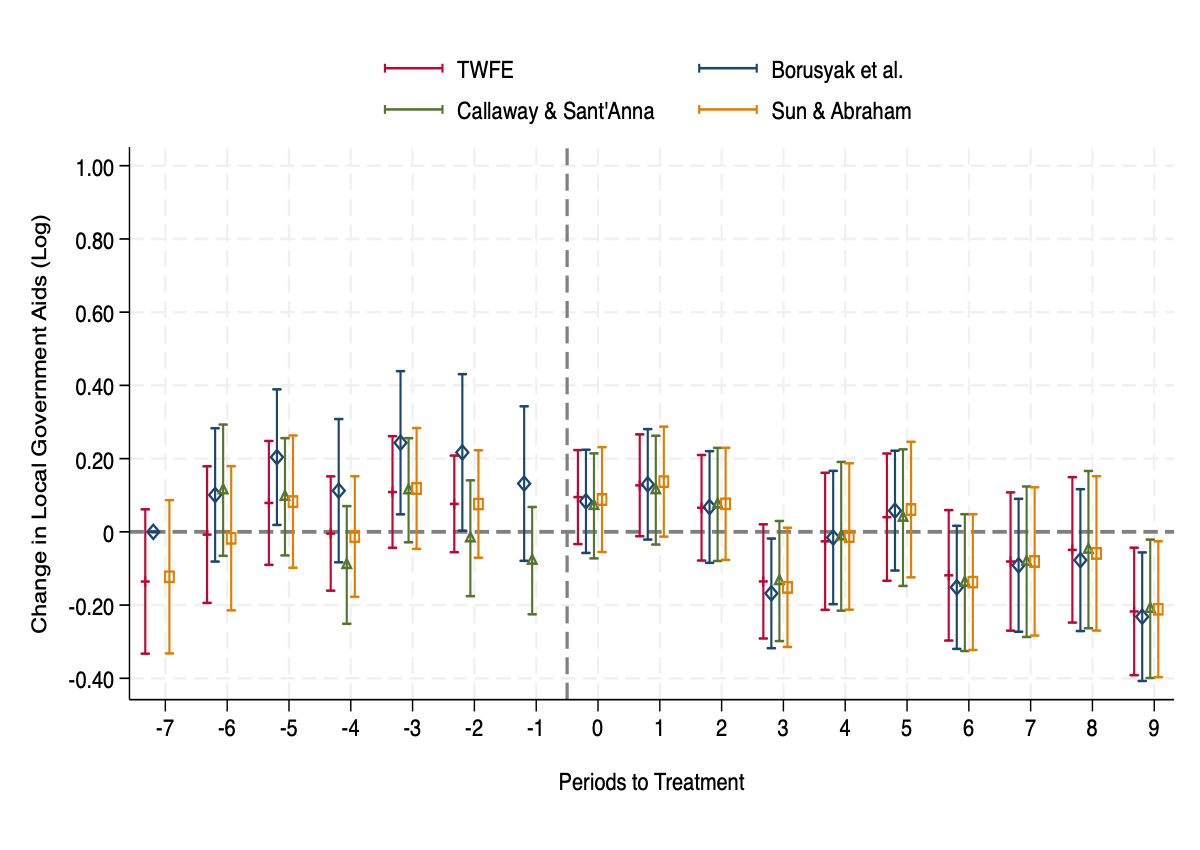 TWFE Borusyak et al.
Callaway & Sant'Anna Sun & Abraham
Change in Local Government Aids (Log)
1.00
0.80
0.60
0.40
0.20
0
-0.20
-0.40
-7 -6 -5 -4 -3 -2 -1 0 1 2 3 4 5 6 7 8 9
Periods to Treatment